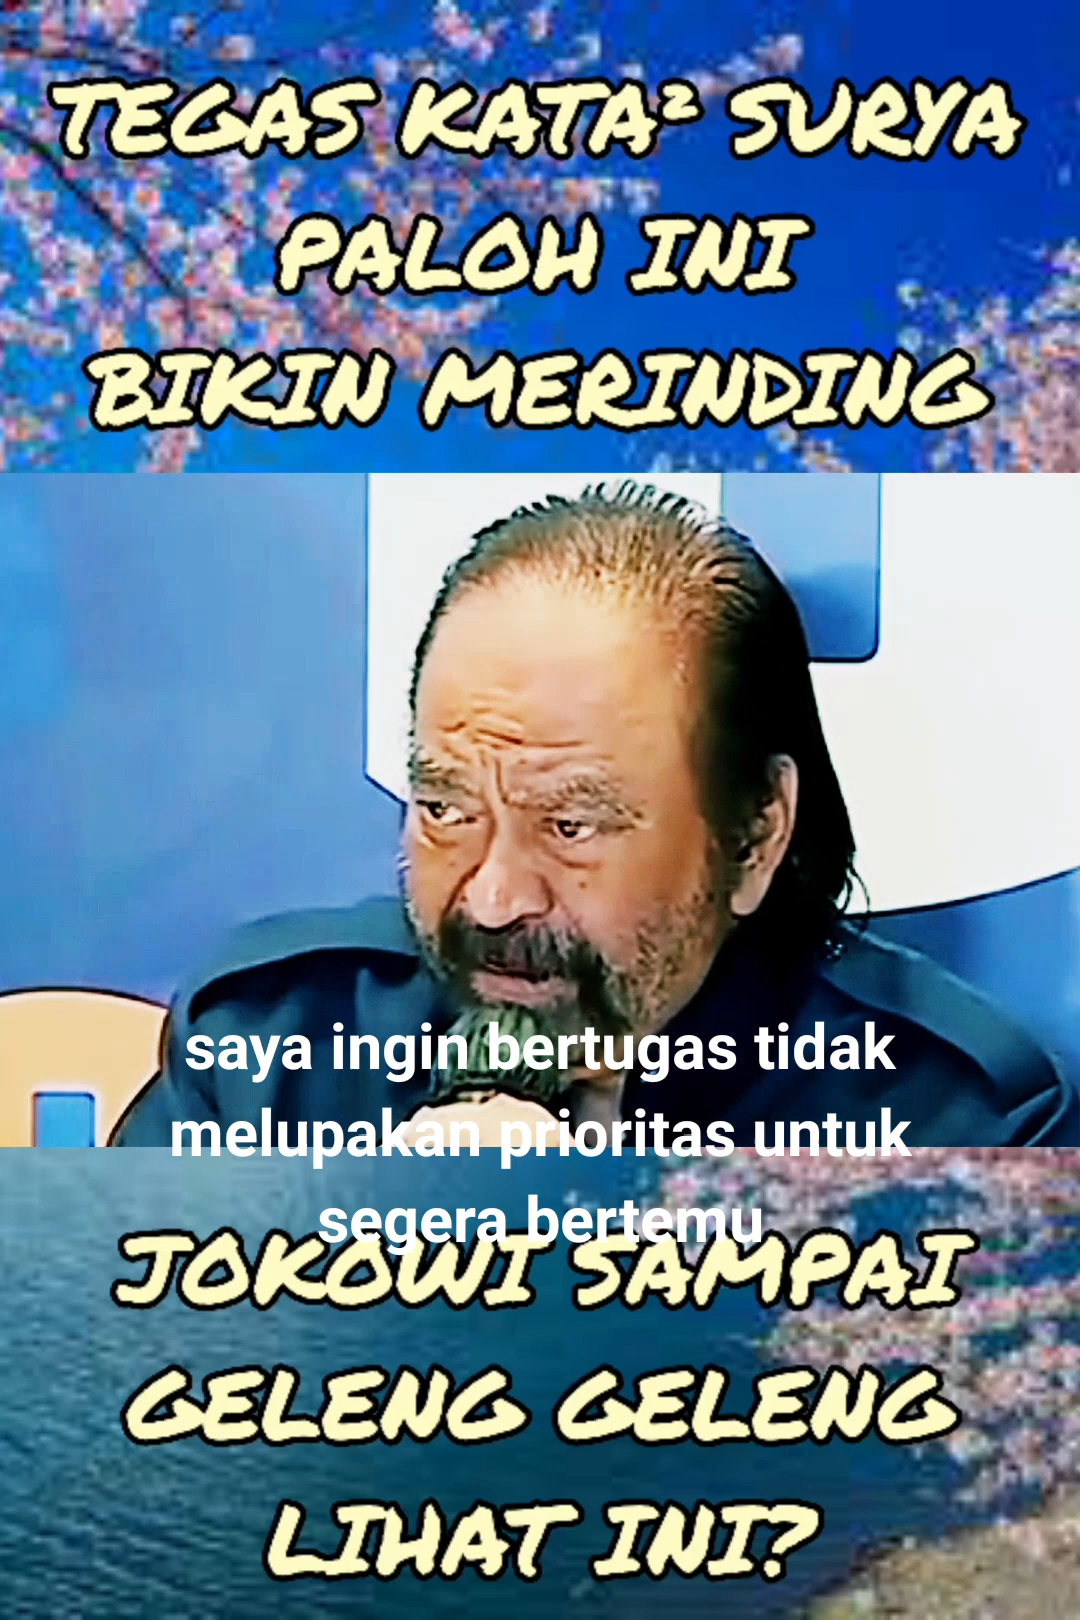 TEGAS KATA² SURYA
PALOH INI
BIKIN MERINDING
saya ingin bertugas tidak
melupakan prioritas untuk
segera bertemu
JOKOWI SAMPAI
GELENG GELENG
LIHAT INI?